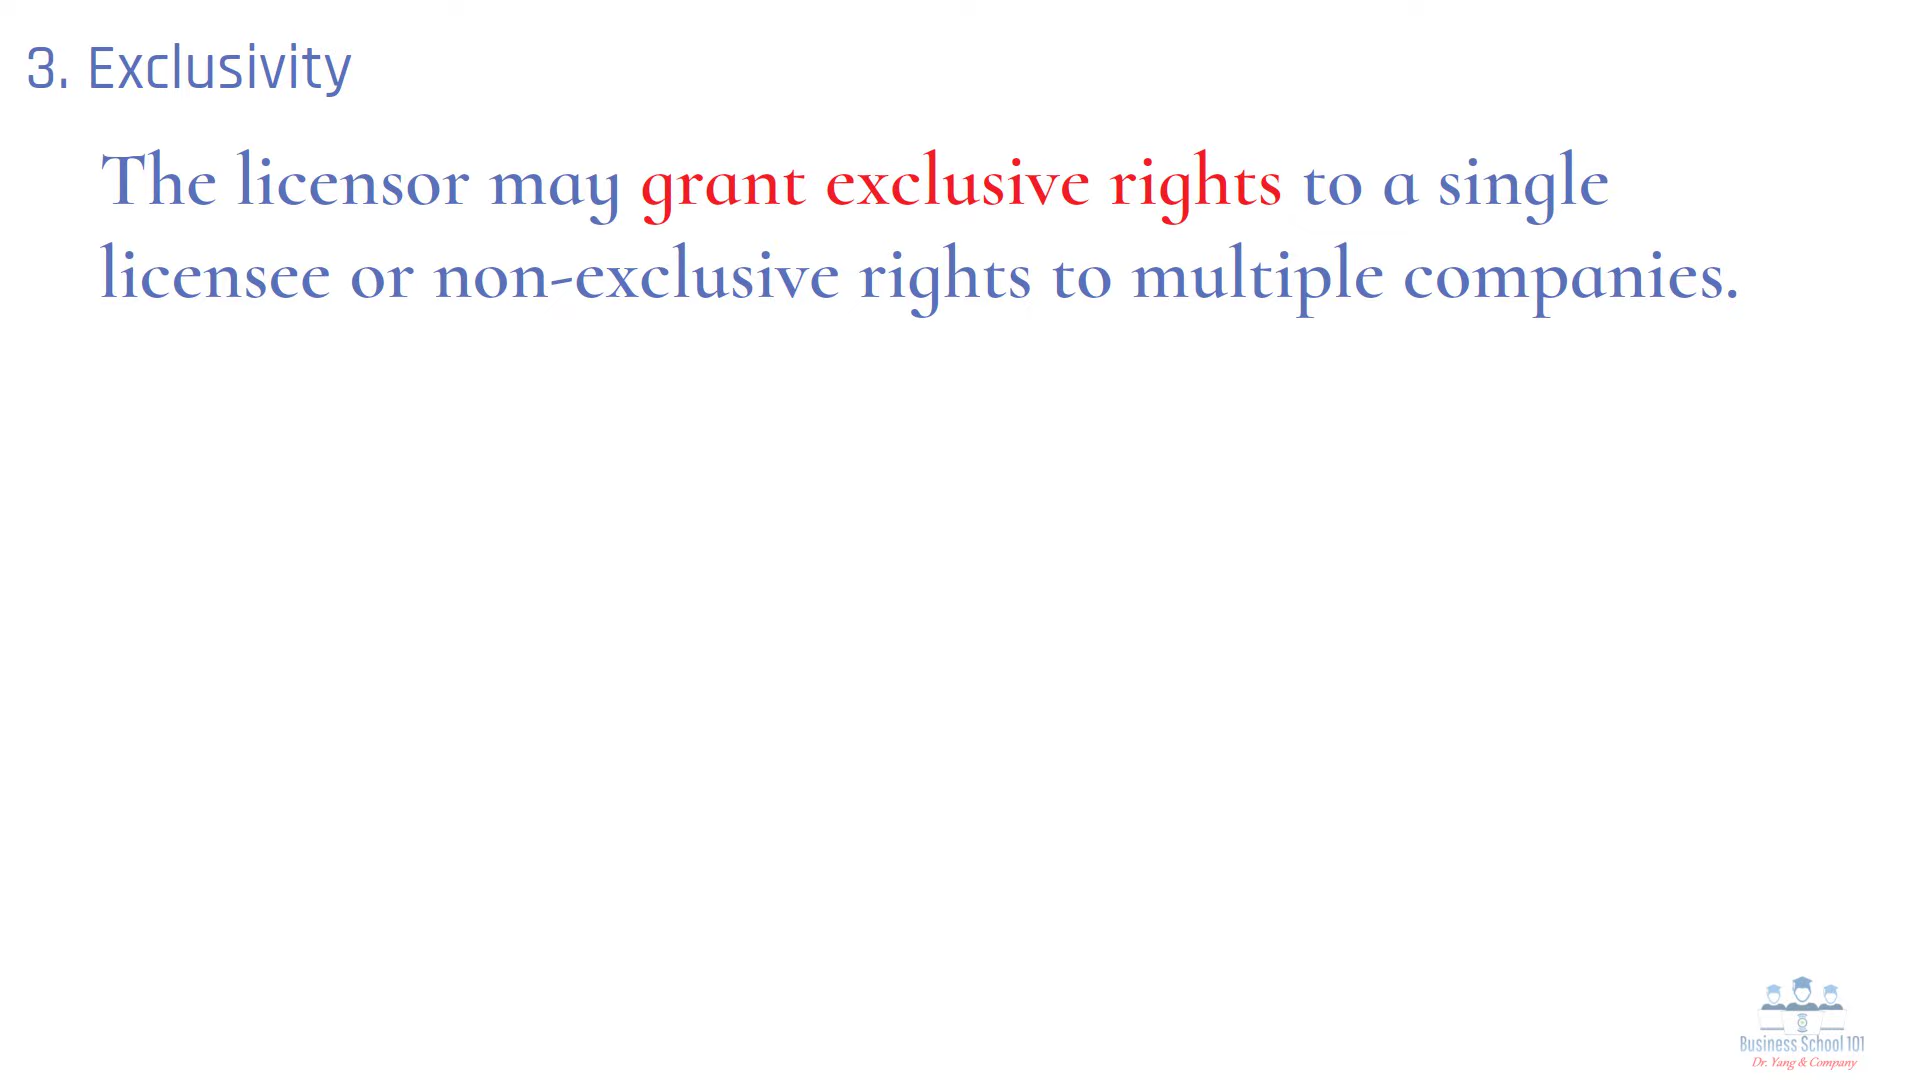 3. Exclusivity
The licensor may grant exclusive rights to a single
licensee or non-exclusive rights to multiple companies.
Business School 101
Dr. Yang & Company